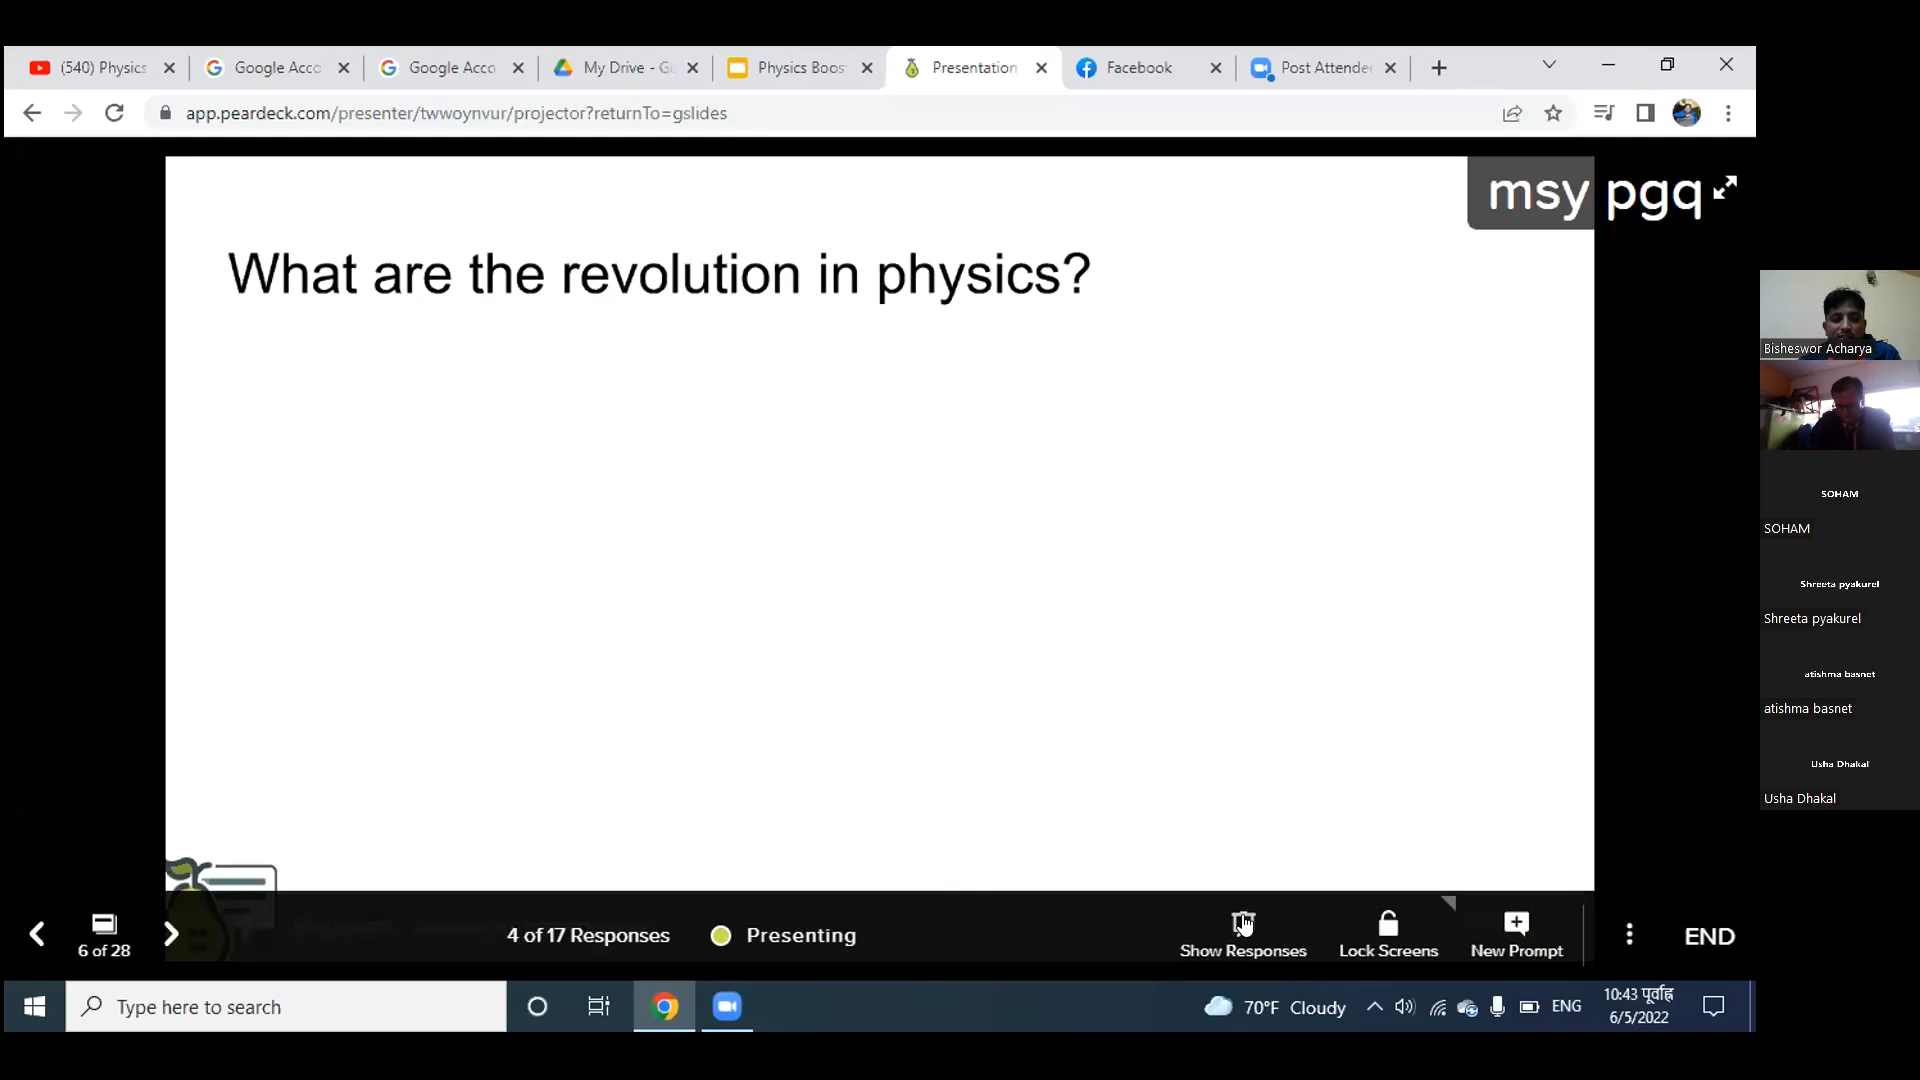 (540) Physics
Google Acco
Google Acco
My Drive - G
Physics Boos
Presentation
Facebook
Post Attende
app.peardeck.com/presenter/twwoynvur/projector?returnTo=gslides
msy pgq
What are the revolution in physics?
Bisheswor Acharya
SOHAM
SOHAM
Shreeta pyakurel
Shreeta pyakurel
atishma basnet
atishma basnet
Usha Dhakal
Usha Dhakal
6 of 28
4 of 17 Responses
Presenting
Show Responses
Lock Screens
New Prompt
END
Type here to search
70°F Cloudy
ENG
10:43 पूर्वाह्न
6/5/2022